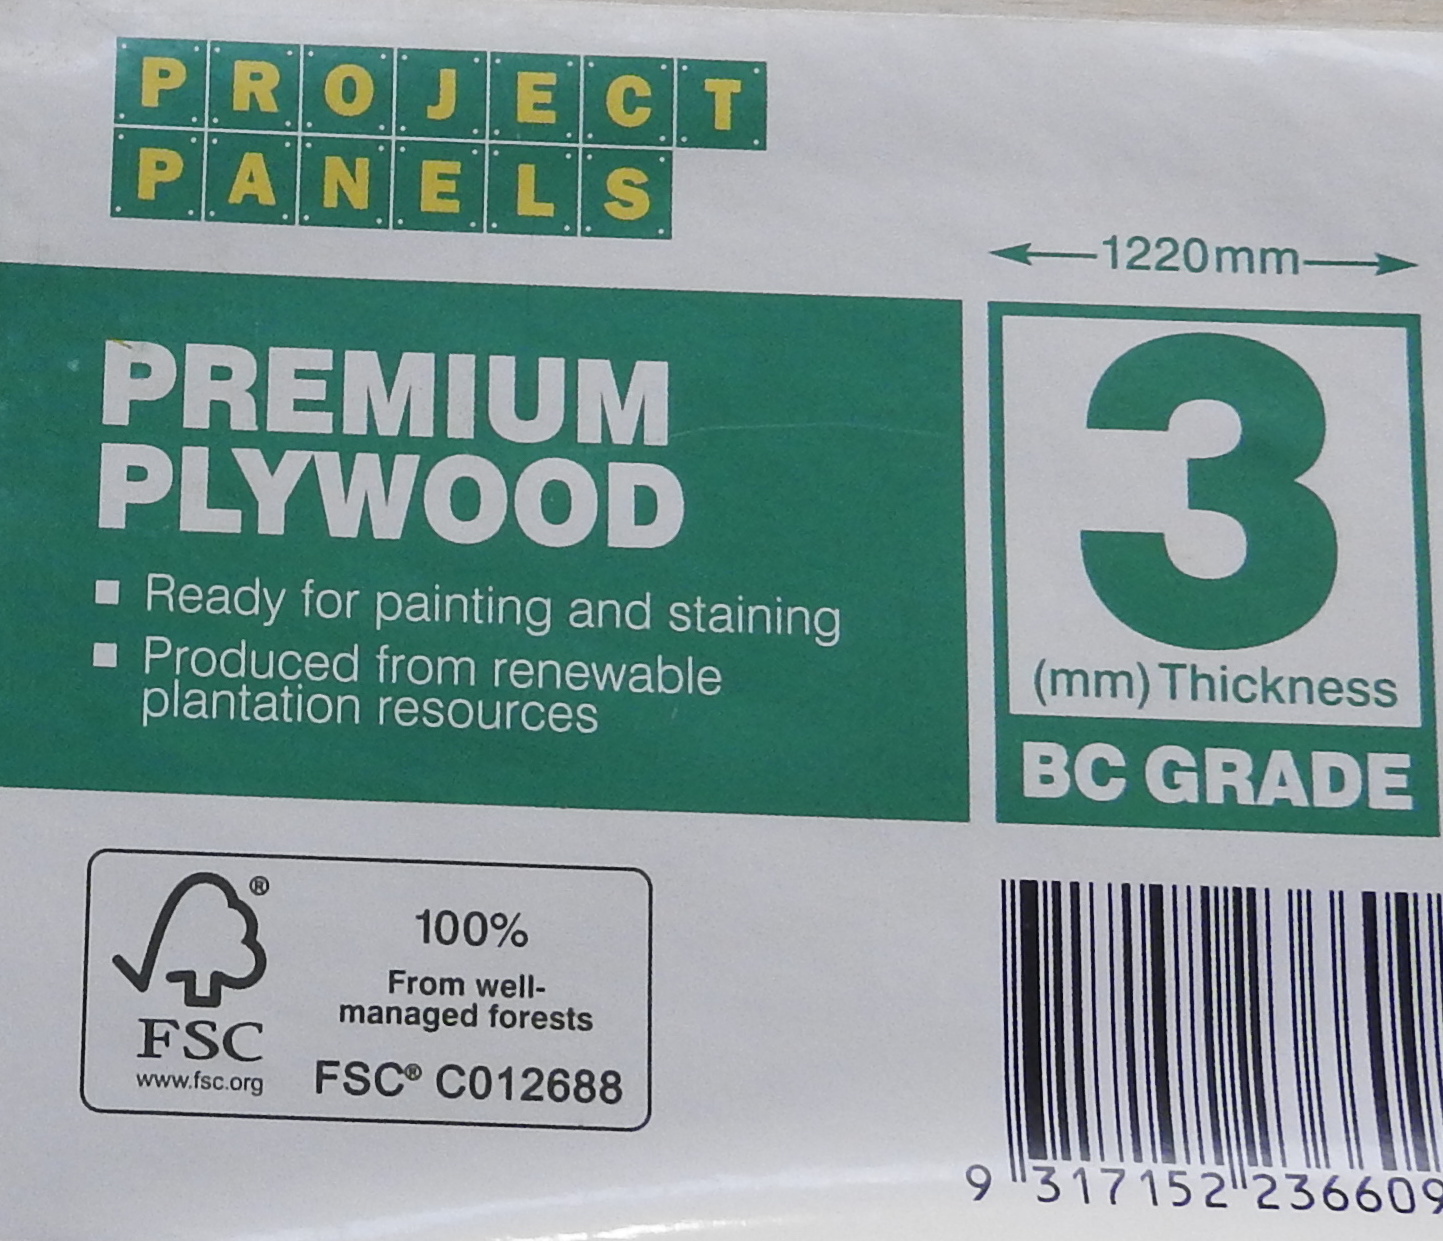 PROJECT
PANELS
1220mm
PREMIUM
PLYWOOD
▪ Ready for painting and staining
▪ Produced from renewable
plantation resources
3
(mm) Thickness
BC GRADE
®
FSC
www.fsc.org
100%
From well-
managed forests
FSC® C012688
9 317152 236609